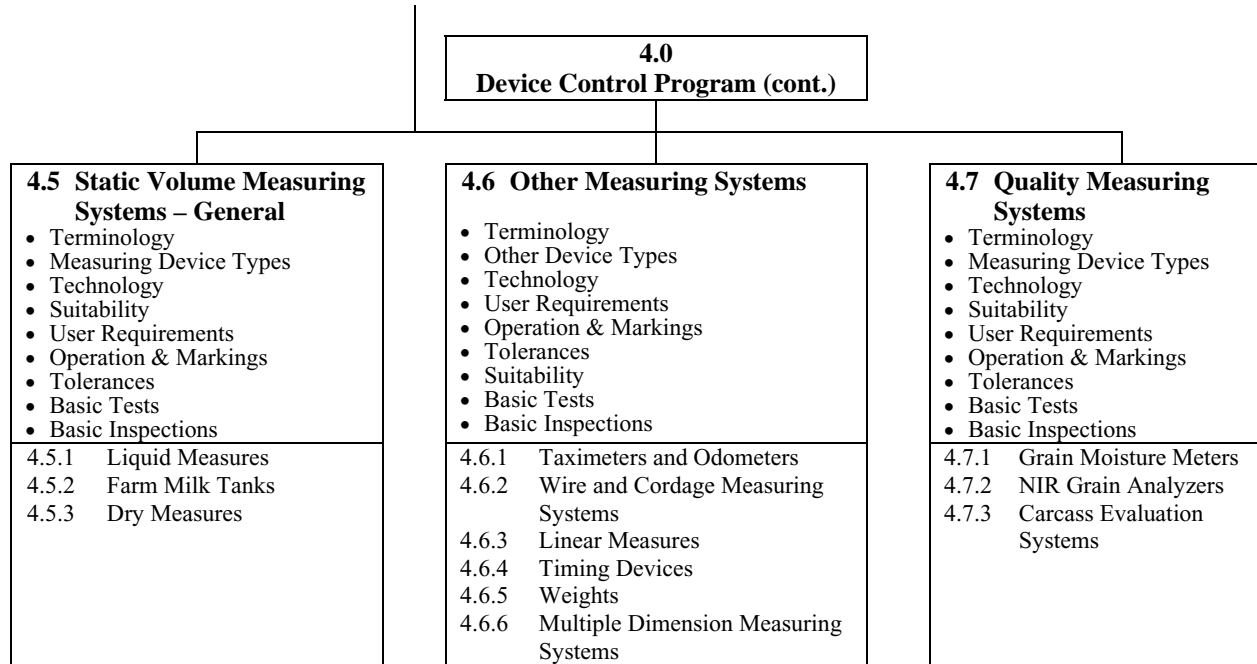 4.0
Device Control Program (cont.)
4.5 Static Volume Measuring
Systems – General
• Terminology
• Measuring Device Types
• Technology
• Suitability
• User Requirements
• Operation & Markings
• Tolerances
• Basic Tests
• Basic Inspections
4.5.1 Liquid Measures
4.5.2 Farm Milk Tanks
4.5.3 Dry Measures
4.6 Other Measuring Systems
• Terminology
• Other Device Types
• Technology
• User Requirements
• Operation & Markings
• Tolerances
• Suitability
• Basic Tests
• Basic Inspections
4.6.1 Taximeters and Odometers
4.6.2 Wire and Cordage Measuring
Systems
4.6.3 Linear Measures
4.6.4 Timing Devices
4.6.5 Weights
4.6.6 Multiple Dimension Measuring
Systems
4.7 Quality Measuring
Systems
• Terminology
• Measuring Device Types
• Technology
• Suitability
• User Requirements
• Operation & Markings
• Tolerances
• Basic Tests
• Basic Inspections
4.7.1 Grain Moisture Meters
4.7.2 NIR Grain Analyzers
4.7.3 Carcass Evaluation
Systems